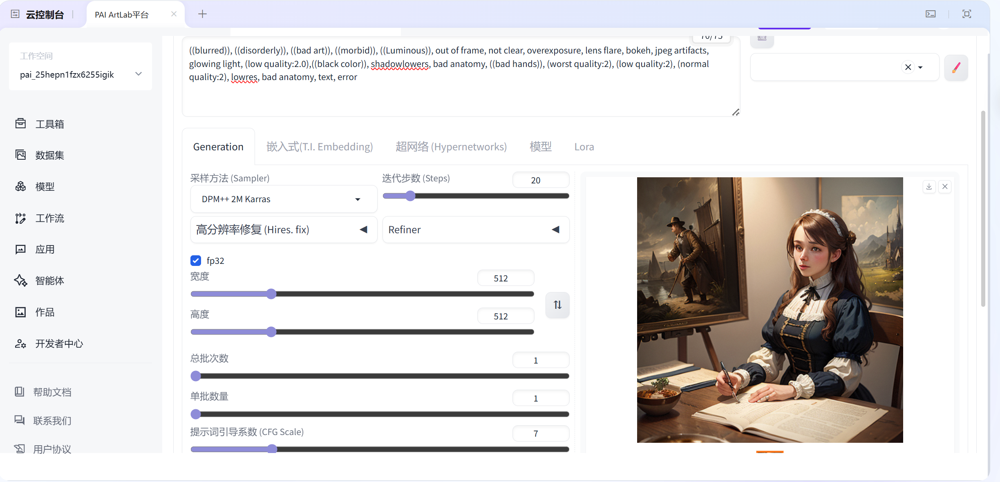 云控制台
PAI ArtLab平台
工作空间
pai_25hepn1fzx6255igik
工具箱
数据集
模型
工作流
应用
智能体
作品
开发者中心
帮助文档
联系我们
用户协议
70/75
((blurred)), ((disorderly)), ((bad art)), ((morbid)), ((Luminous)), out of frame, not clear, overexposure, lens flare, bokeh, jpeg artifacts,
glowing light, (low quality:2.0),((black color)), shadowlowers, bad anatomy, ((bad hands)), (worst quality:2), (low quality:2), (normal
quality:2), lowres, bad anatomy, text, error
Generation
嵌入式(T.I. Embedding)
超网络 (Hypernetworks)
模型
Lora
采样方法 (Sampler)
DPM++ 2M Karras
迭代步数 (Steps)
20
高分辨率修复 (Hires. fix)
Refiner
fp32
宽度
512
高度
512
总批次数
1
单批数量
1
提示词引导系数 (CFG Scale)
7